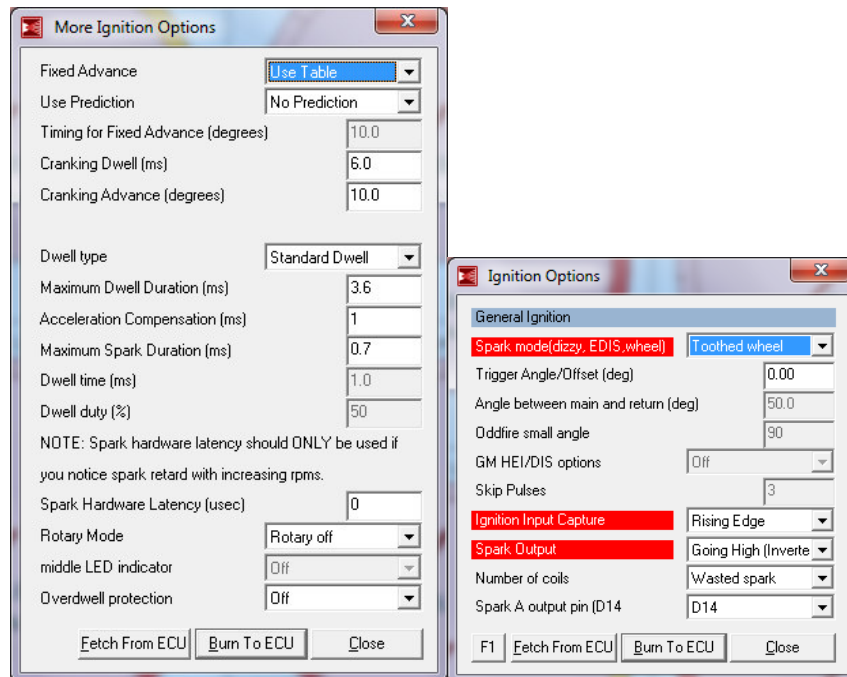 More Ignition Options
Fixed Advance Use Table
Use Prediction No Prediction
Timing for Fixed Advance (degrees) 10.0
Cranking Dwell (ms) 6.0
Cranking Advance (degrees) 10.0
Dwell type Standard Dwell
Maximum Dwell Duration (ms) 3.6
Acceleration Compensation (ms) 1
Maximum Spark Duration (ms) 0.7
Dwell time (ms) 1.0
Dwell duty (%) 50
NOTE: Spark hardware latency should ONLY be used if
you notice spark retard with increasing rpms.
Spark Hardware Latency (usec) 0
Rotary Mode Rotary off
middle LED indicator Off
Overdwell protection Off
Fetch From ECU Burn To ECU Close
Ignition Options
General Ignition
Spark mode(dizzy, EDIS,wheel) Toothed wheel
Trigger Angle/Offset (deg) 0.00
Angle between main and return (deg) 50.0
Oddfire small angle 90
GM HEI/DIS options Off
Skip Pulses 3
Ignition Input Capture Rising Edge
Spark Output Going High (Inverte
Number of coils Wasted spark
Spark A output pin (D14 D14
F1 Fetch From ECU Burn To ECU Close